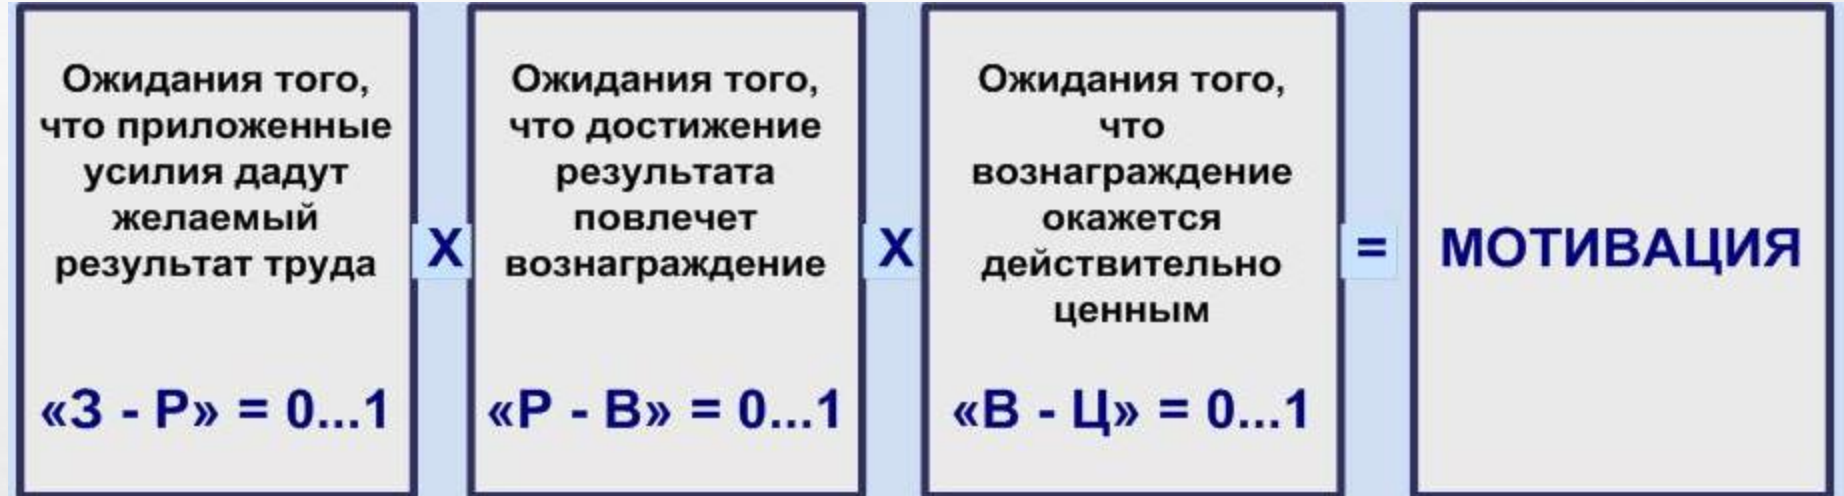 Ожидания того,
что приложенные
усилия дадут
желаемый
результат труда
«З - Р» = 0...1
Х
Ожидания того,
что достижение
результата
повлечет
вознаграждение
«Р - В» = 0...1
Х
Ожидания того,
что
вознаграждение
окажется
действительно
ценным
«В - Ц» = 0...1
=
МОТИВАЦИЯ